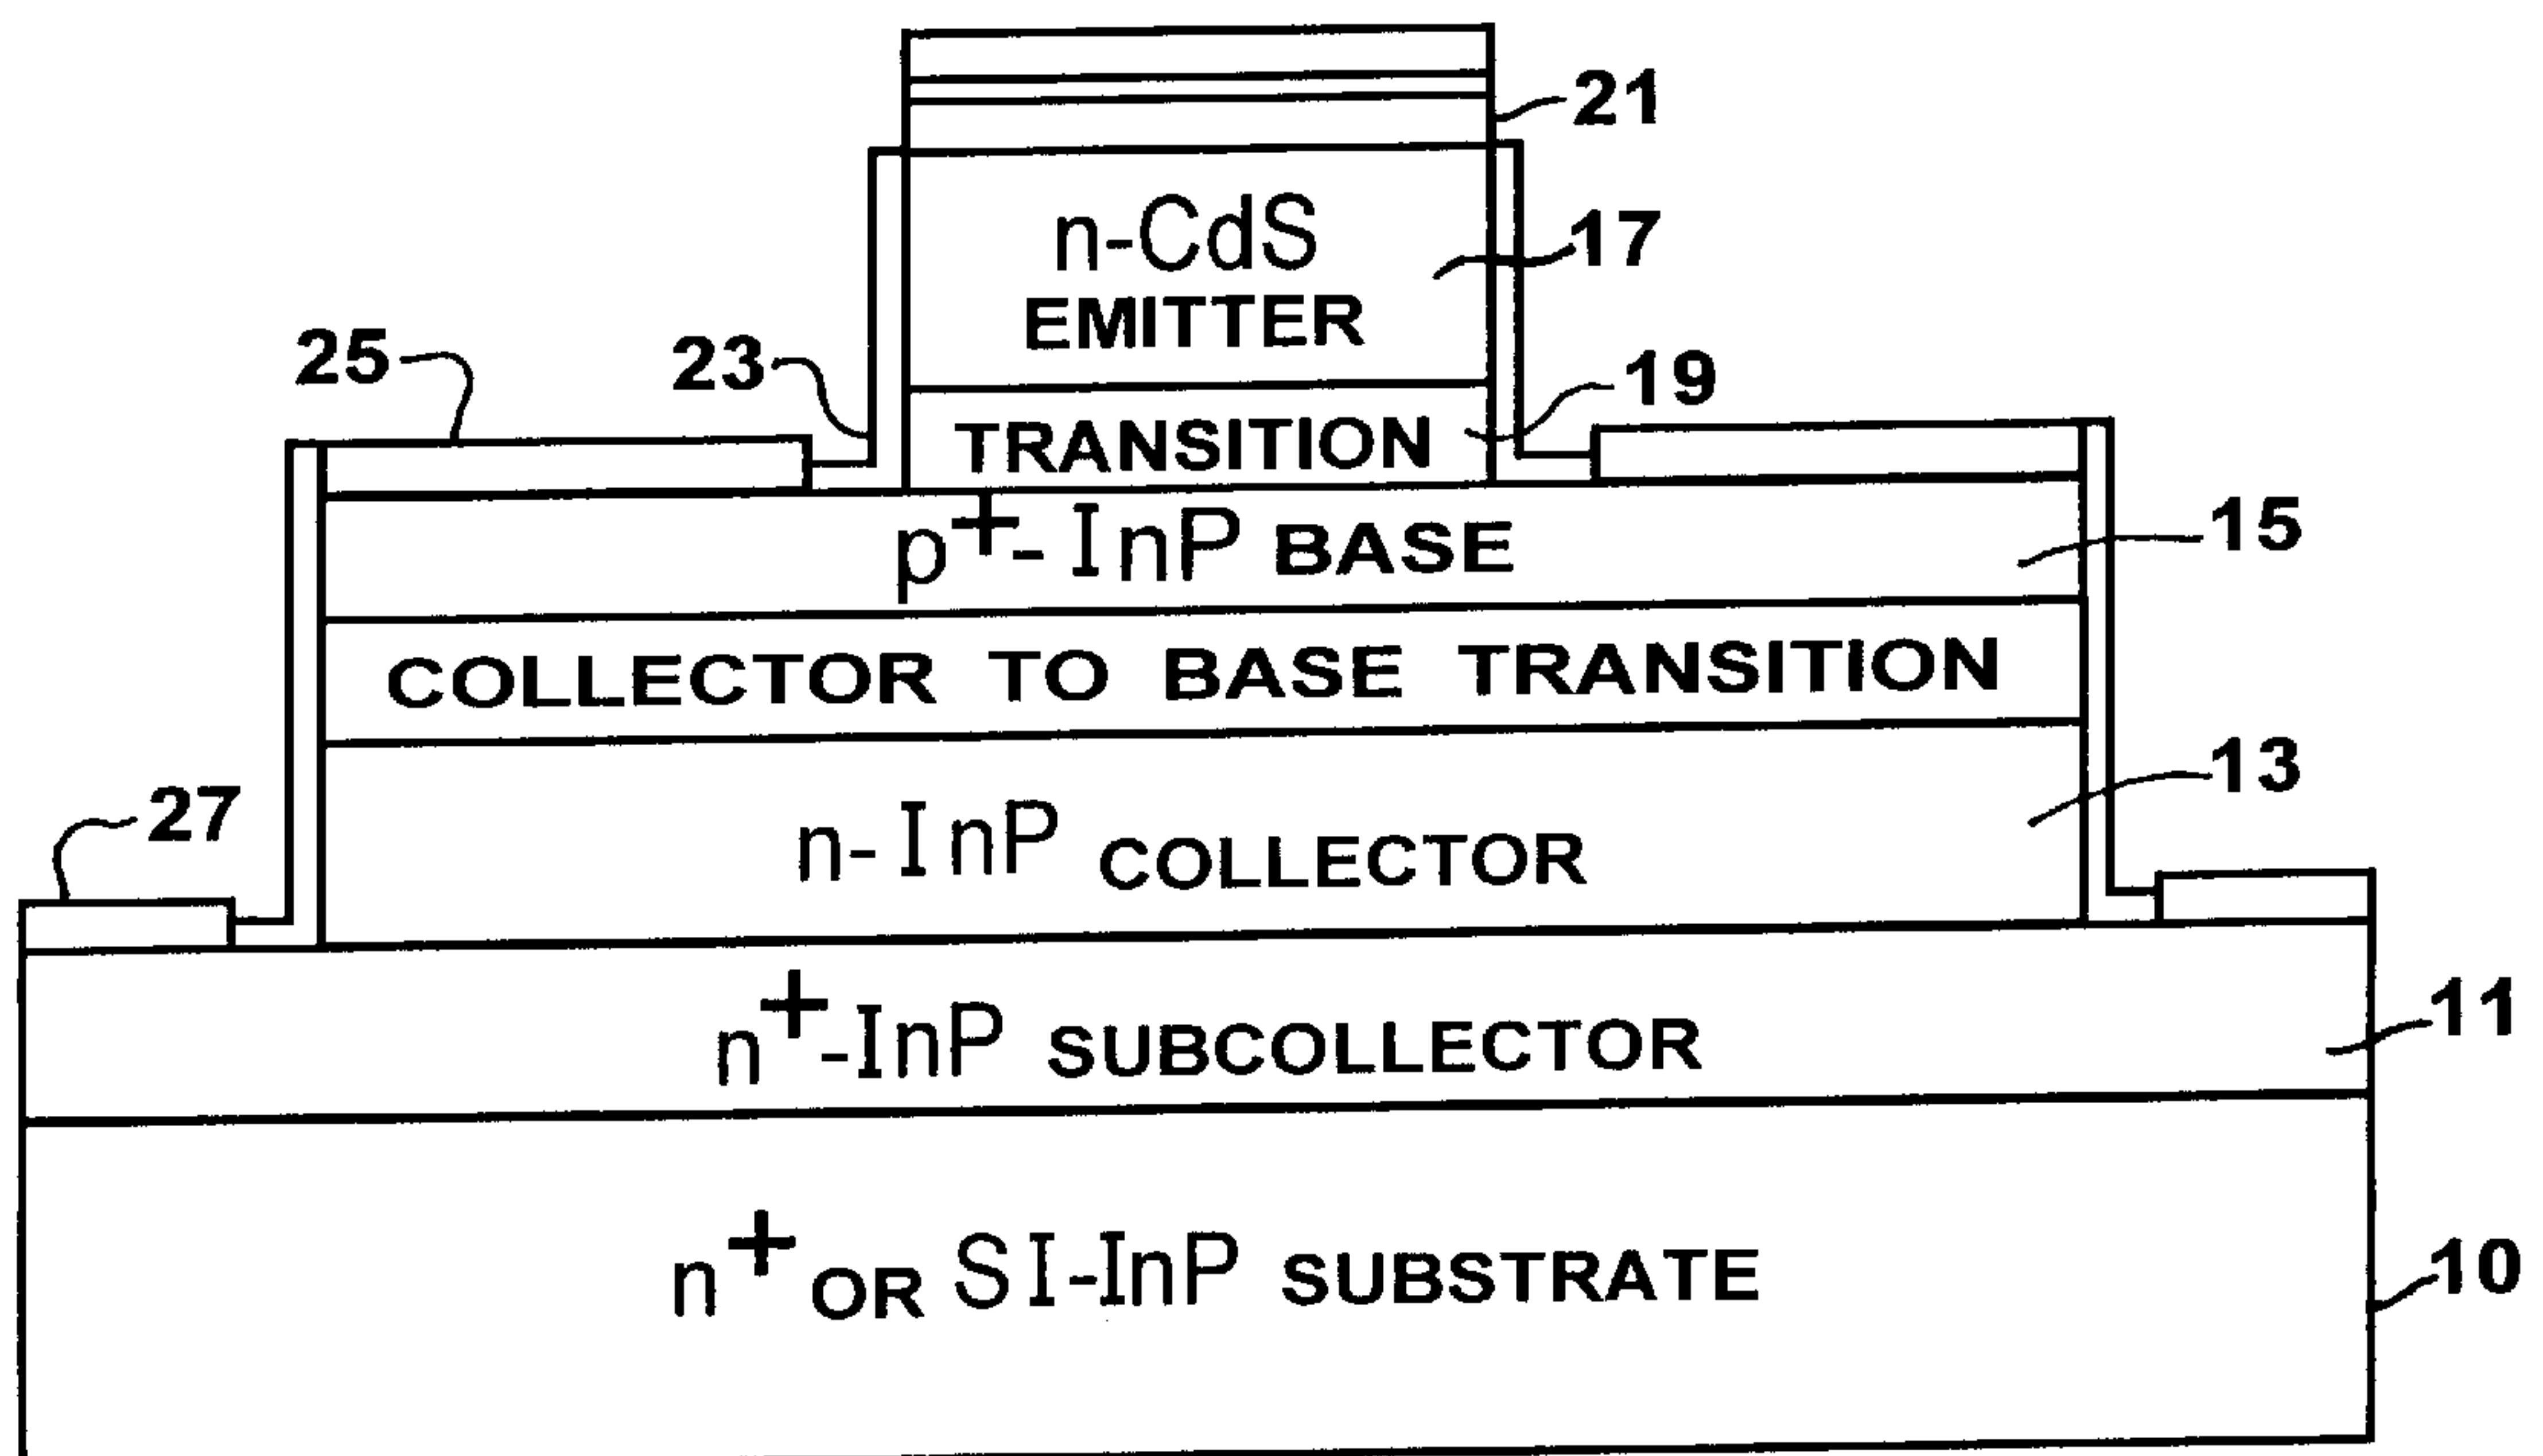 21
n-CdS
17
EMITTER
25
23
19
TRANSITION
p+-InP BASE
15
COLLECTOR TO BASE TRANSITION
13
27
n-InP COLLECTOR
11
n+-InP SUBCOLLECTOR
n+ OR SI-InP SUBSTRATE
10